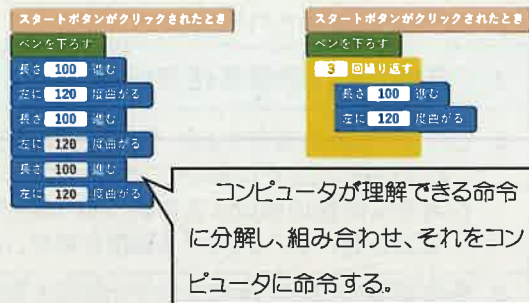 スタートボタンがクリックされたとき
ペンを下ろす
長さ 100 進む
左に 120 度曲がる
長さ 100 進む
左に 120 度曲がる
長さ 100 進む
左に 120 度曲がる
スタートボタンがクリックされたとき
ペンを下ろす
3 回繰り返す
長さ 100 進む
左に 120 度曲がる
コンピュータが理解できる命令
に分解し、組み合わせ、それをコン
ピュータに命令する。